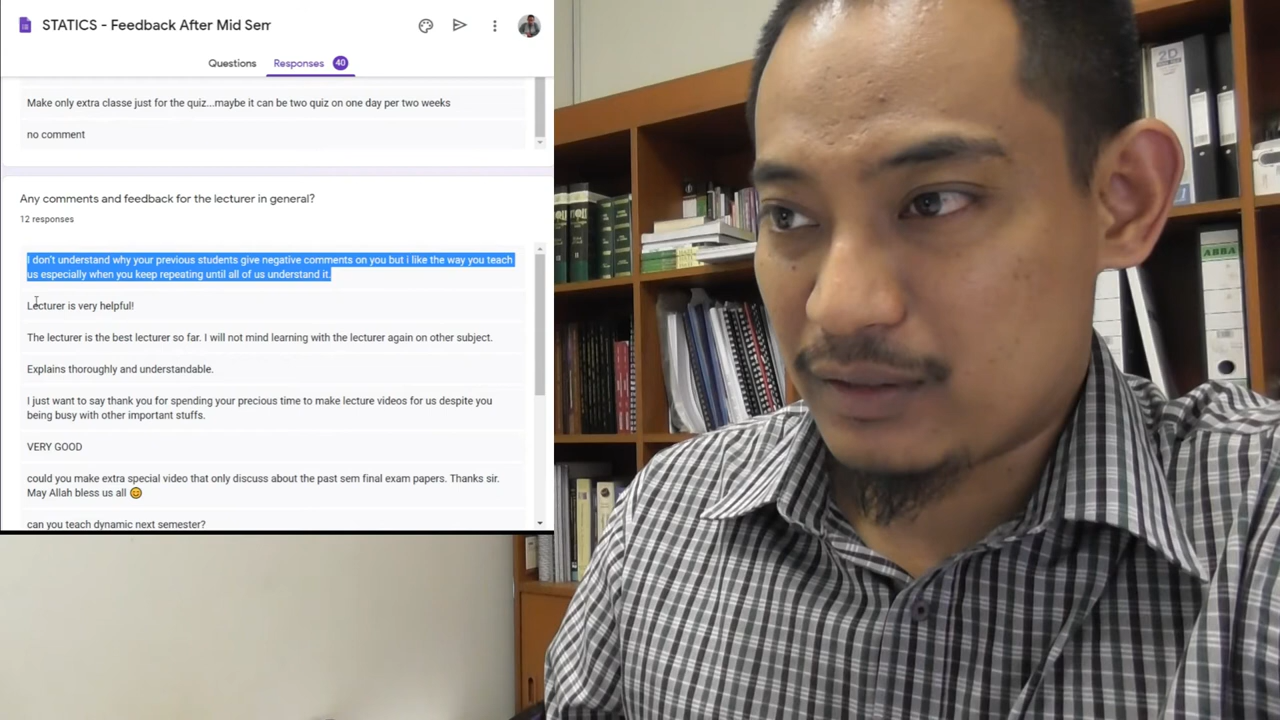 STATICS - Feedback After Mid Sem
Questions
Responses 40
Make only extra classe just for the quiz...maybe it can be two quiz on one day per two weeks
no comment
Any comments and feedback for the lecturer in general?
12 responses
I don't understand why your previous students give negative comments on you but i like the way you teach
us especially when you keep repeating until all of us understand it.
Lecturer is very helpful!
The lecturer is the best lecturer so far. I will not mind learning with the lecturer again on other subject.
Explains thoroughly and understandable.
I just want to say thank you for spending your precious time to make lecture videos for us despite you
being busy with other important stuffs.
VERY GOOD
could you make extra special video that only discuss about the past sem final exam papers. Thanks sir.
May Allah bless us all 😊
can you teach dynamic next semester?
2D
ABBA